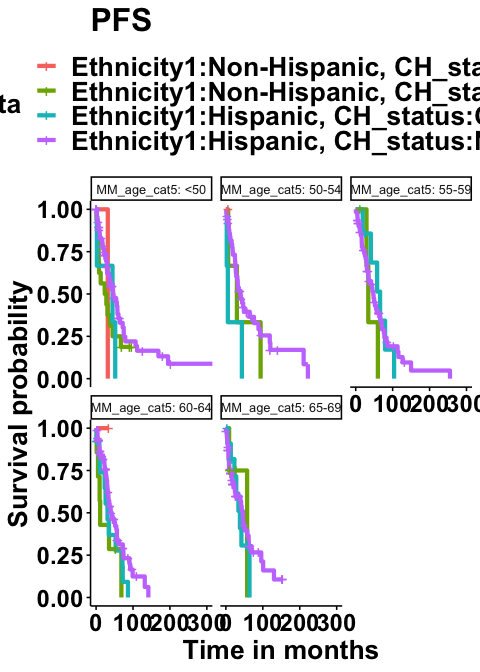 PFS
ta
Ethnicity1:Non-Hispanic, CH_sta
Ethnicity1:Non-Hispanic, CH_sta
Ethnicity1:Hispanic, CH_status:
Ethnicity1:Hispanic, CH_status:
MM_age_cat5: <50 MM_age_cat5: 50-54 MM_age_cat5: 55-59
1.00
0.75
0.50
0.25
0.00
0 100 200 300
MM_age_cat5: 60-64 MM_age_cat5: 65-69
1.00
0.75
0.50
0.25
0.00
0 100 200 300 0 100 200 300
Survival probability
Time in months